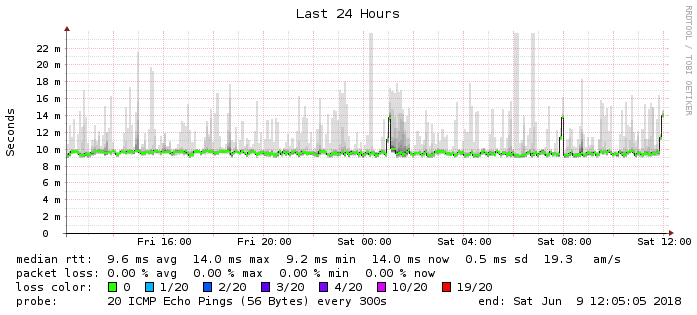 Last 24 Hours
RRDTOOL / TOBI OETIKER
Seconds
22 m
20 m
18 m
16 m
14 m
12 m
10 m
8 m
6 m
4 m
2 m
0
Fri 16:00 Fri 20:00 Sat 00:00 Sat 04:00 Sat 08:00 Sat 12:00
median rtt: 9.6 ms avg 14.0 ms max 9.2 ms min 14.0 ms now 0.5 ms sd 19.3 am/s
packet loss: 0.00 % avg 0.00 % max 0.00 % min 0.00 % now
loss color: 0 1/20 2/20 3/20 4/20 10/20 19/20
probe: 20 ICMP Echo Pings (56 Bytes) every 300s end: Sat Jun 9 12:05:05 2018